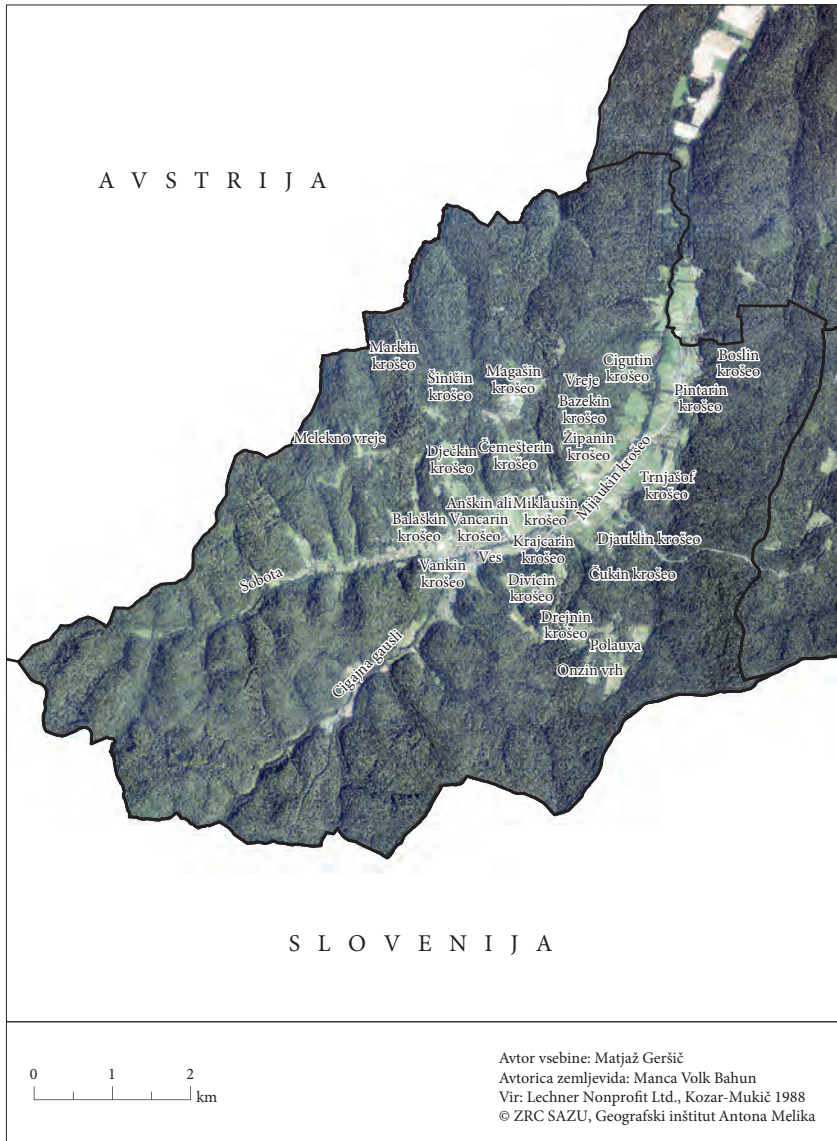 AVSTRIJA
Markin
krošeo
Šiničin
krošeo
Magašin
krošeo
Vreje
Cigutin
krošeo
Boslin
krošeo
Bazekin
krošeo
Pintarin
krošeo
Melekno vreje
Dječkin
krošeo
Čemešterin
krošeo
Županin
krošeo
Mijaukin krošeo
Trnjašof
krošeo
Anškin ali
Vancarin
krošeo
Miklaušin
krošeo
Balaškin
krošeo
Krajcarin
krošeo
Djauklin krošeo
Ves
Vankin
krošeo
Sobota
Divičin
krošeo
Čukin krošeo
Drejnin
krošeo
Polauva
Onzin vrh
Cigajna gausli
SLOVENIJA
0 1 2
km
Avtor vsebine: Matjaž Geršič
Avtorica zemljevida: Manca Volk Bahun
Vir: Lechner Nonprofit Ltd., Kozar-Mukič 1988
© ZRC SAZU, Geografski inštitut Antona Melika